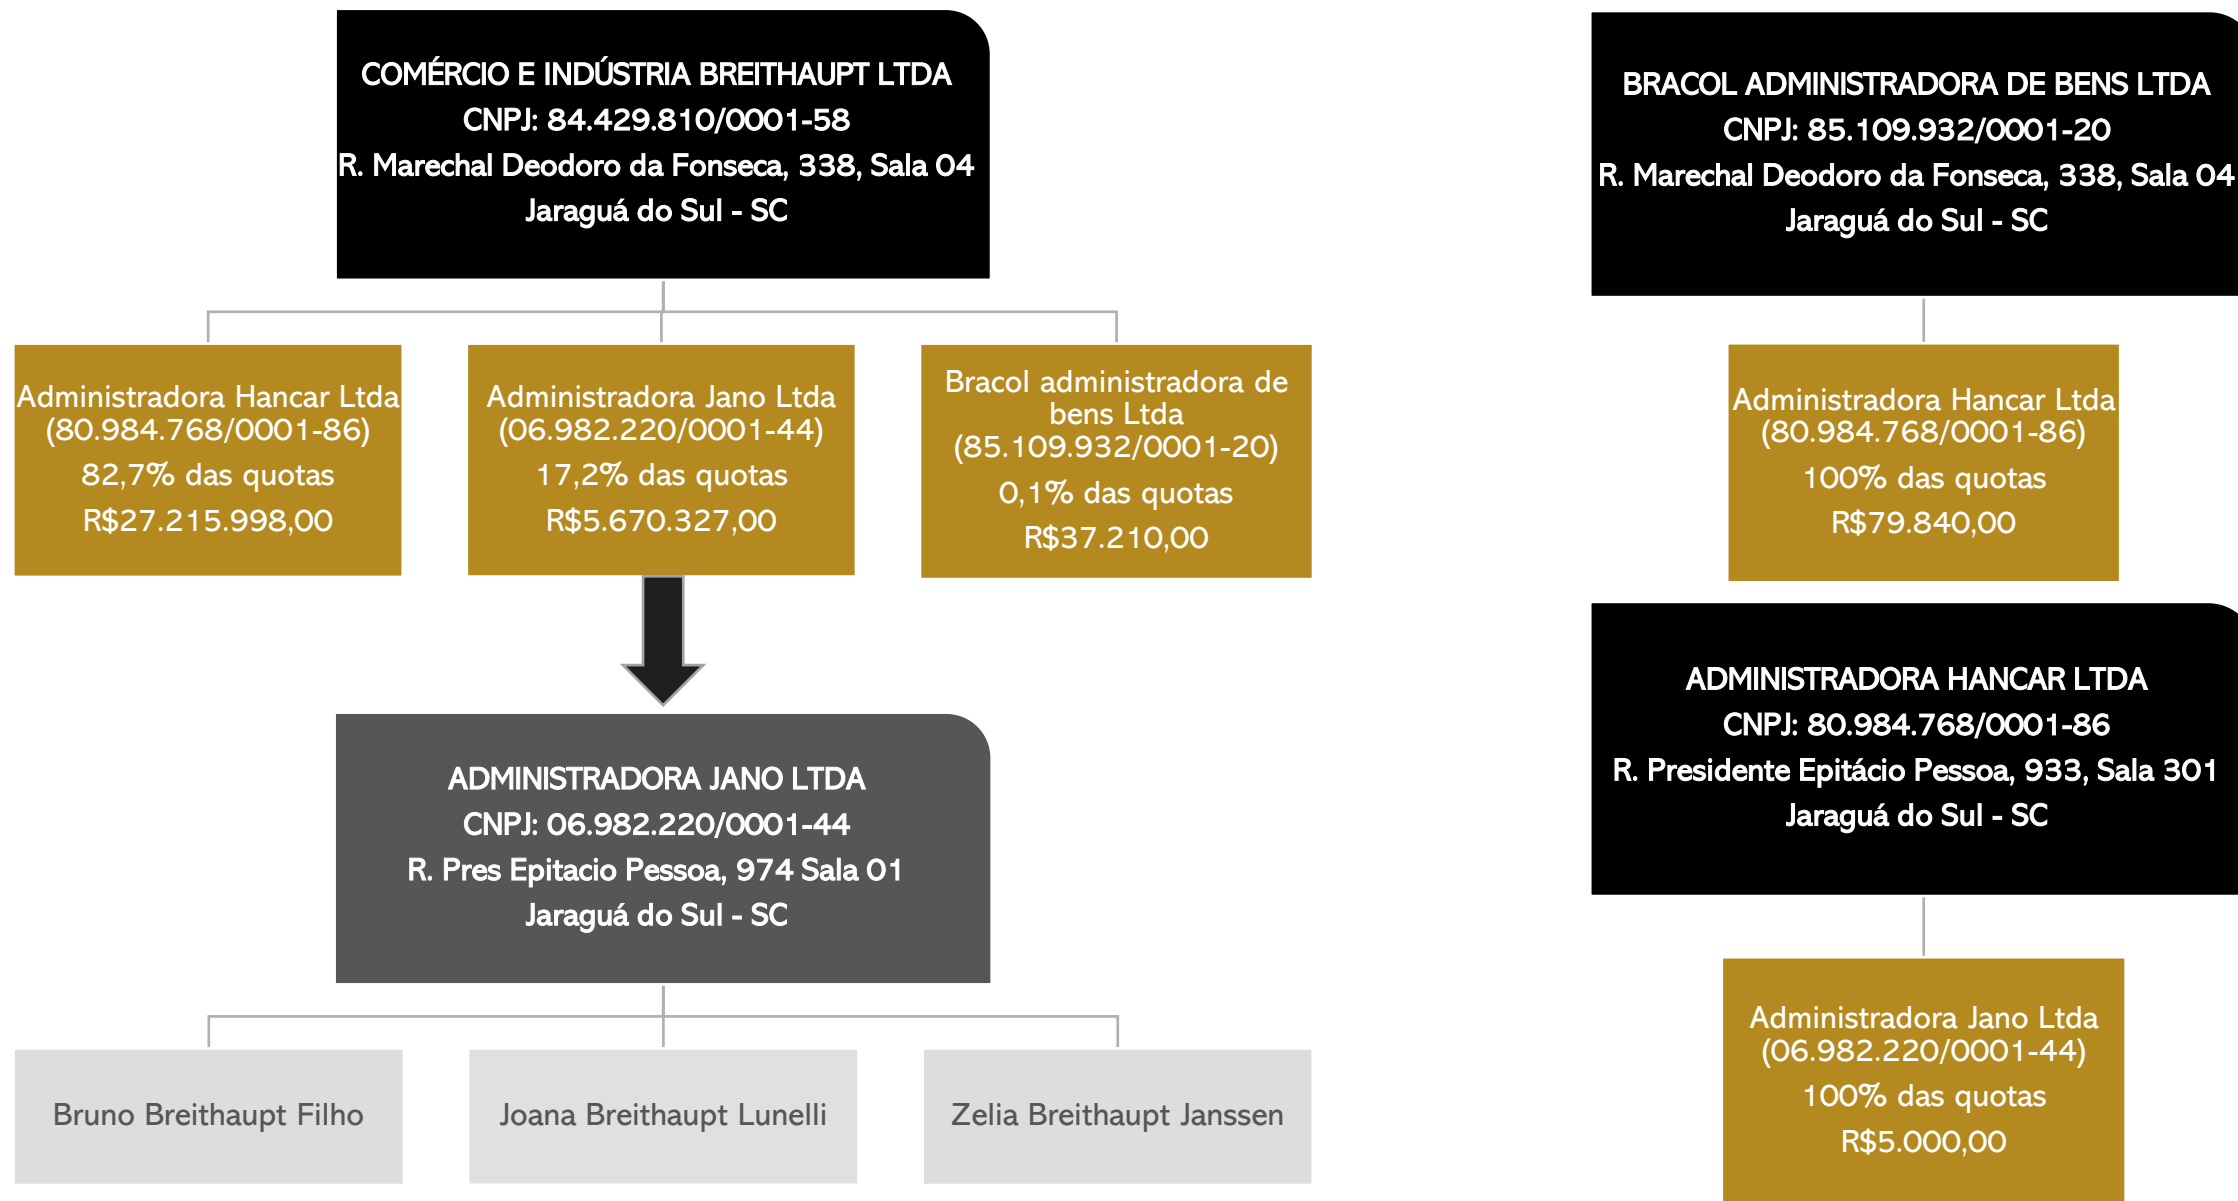 COMÉRCIO E INDÚSTRIA BREITHAUPT LTDA
CNPJ: 84.429.810/0001-58
R. Marechal Deodoro da Fonseca, 338, Sala 04
Jaraguá do Sul - SC
Administradora Hancar Ltda
(80.984.768/0001-86)
82,7% das quotas
R$27.215.998,00
Administradora Jano Ltda
(06.982.220/0001-44)
17,2% das quotas
R$5.670.327,00
Bracol administradora de
bens Ltda
(85.109.932/0001-20)
0,1% das quotas
R$37.210,00
ADMINISTRADORA JANO LTDA
CNPJ: 06.982.220/0001-44
R. Pres Epitacio Pessoa, 974 Sala 01
Jaraguá do Sul - SC
Bruno Breithaupt Filho
Joana Breithaupt Lunelli
Zelia Breithaupt Janssen
BRACOL ADMINISTRADORA DE BENS LTDA
CNPJ: 85.109.932/0001-20
R. Marechal Deodoro da Fonseca, 338, Sala 04
Jaraguá do Sul - SC
Administradora Hancar Ltda
(80.984.768/0001-86)
100% das quotas
R$79.840,00
ADMINISTRADORA HANCAR LTDA
CNPJ: 80.984.768/0001-86
R. Presidente Epitácio Pessoa, 933, Sala 301
Jaraguá do Sul - SC
Administradora Jano Ltda
(06.982.220/0001-44)
100% das quotas
R$5.000,00